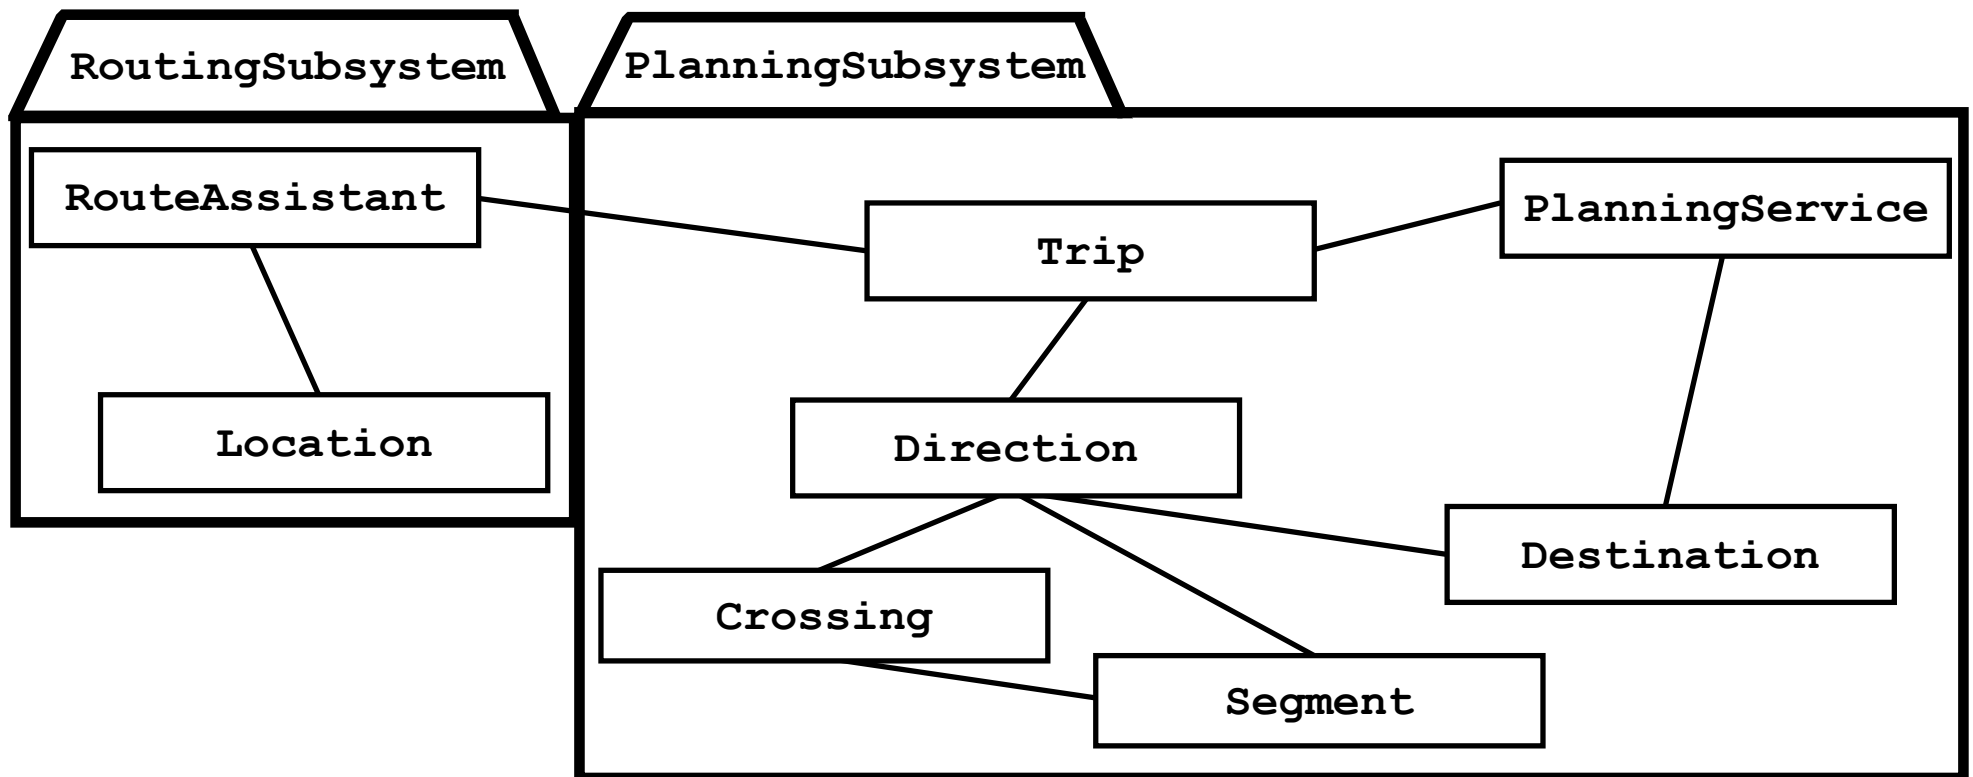 RoutingSubsystem
PlanningSubsystem
RouteAssistant
PlanningService
Trip
Location
Direction
Destination
Crossing
Segment